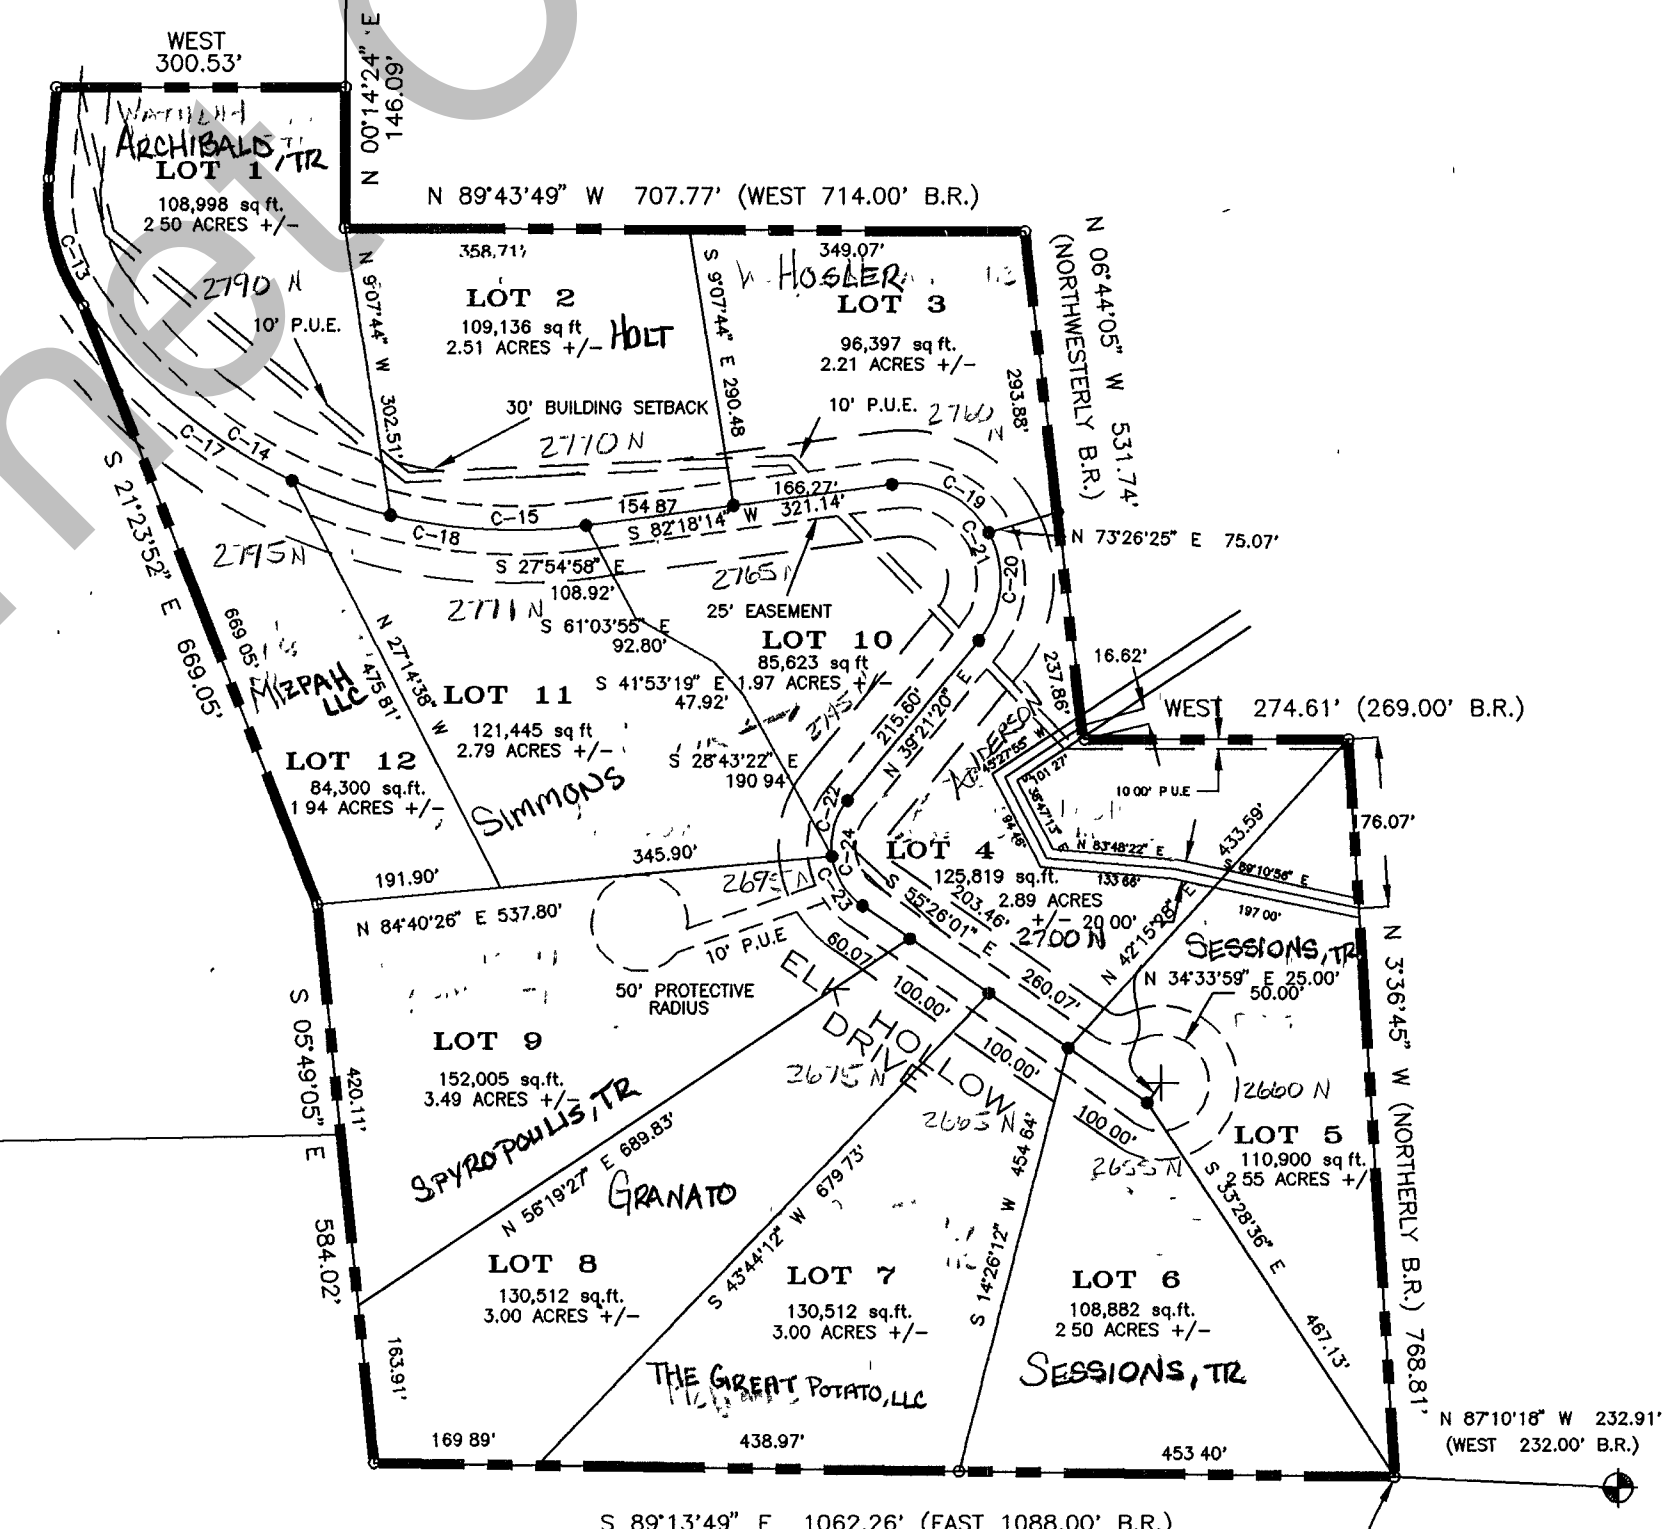 WEST
300.53'
N 00°14'24" E
146.09'
ARCHIBALD, TR
LOT 1
108,998 sq ft.
2 50 ACRES +/-
N 89°43'49" W 707.77' (WEST 714.00' B.R.)
358,71'
349.07'
HOSLER
LOT 2
109,136 sq ft
2.51 ACRES +/-
HOLT
LOT 3
96,397 sq ft.
2.21 ACRES +/-
N 06°44'05" W 531.74'
(NORTHWESTERLY B.R.)
293.88'
C-13
2790 N
10' P.U.E.
N 9°07'44" W 302.51'
S 9°07'44" E 290.48
30' BUILDING SETBACK
10' P.U.E.
2760 N
2770 N
C-17
C-14
C-15
C-18
154 87
166,27'
S 82°18'14" W 321.14'
C-19
C-21
C-20
N 73°26'25" E 75.07'
S 21°23'52" E 669.05'
669 05'
2795 N
S 27°54'58" E
108.92'
2771 N
2765 N
25' EASEMENT
S 61°03'55" E
92.80'
LOT 10
85,623 sq ft
1.97 ACRES +/-
S 41°53'19" E
47.92'
2745
237.86'
16.62'
WEST 274.61' (269.00' B.R.)
MIZPAH
LLC
N 27°14'38" W
475 81'
LOT 11
121,445 sq ft
2.79 ACRES +/-
S 28°43'22" E
190 94'
215.60'
N 39°21'20" E
ANDERSON
45°27'55" W
101 27'
S 38°47'13" E
94 46'
10 00' P U.E
76.07'
LOT 12
84,300 sq.ft.
1 94 ACRES +/-
SIMMONS
C-22
C-24
C-23
LOT 4
125,819 sq.ft.
2.89 ACRES
+/-
20 00'
N 83°48'22" E
133 66'
433.59'
S 89°10'56" E
197 00'
345.90'
191.90'
N 84°40'26" E 537.80'
2695 N
203.46'
S 55°26'01" E
2700 N
N 42°15'28" E
SESSIONS, TR
N 34°33'59" E 25.00'
50.00'
10' P.U.E
60.07
100.00'
260.07'
50' PROTECTIVE
RADIUS
ELK HOLLOW
DRIVE
100.00'
100 00'
N 3°36'45" W (NORTHERLY B.R.) 768.81'
S 05°49'05" E 584.02'
420.11'
LOT 9
152,005 sq.ft.
3.49 ACRES +/-
SPYROPOULIS, TR
N 56°19'27" E 689.83'
2675 N
2665 N
2660 N
2655 N
LOT 5
110,900 sq ft.
2 55 ACRES +/
GRANATO
S 43°44'12" W 679 73'
S 14°26'12" W 454 64'
S 33°28'36" E
467.13'
LOT 8
130,512 sq.ft.
3.00 ACRES +/-
LOT 7
130,512 sq.ft.
3.00 ACRES +/-
LOT 6
108,882 sq.ft.
2 50 ACRES +/-
163.91'
THE GREAT POTATO, LLC
SESSIONS, TR
169 89'
438.97'
453 40'
N 87°10'18" W 232.91'
(WEST 232.00' B.R.)
S 89°13'49" E 1062.26' (EAST 1088.00' B.R.)